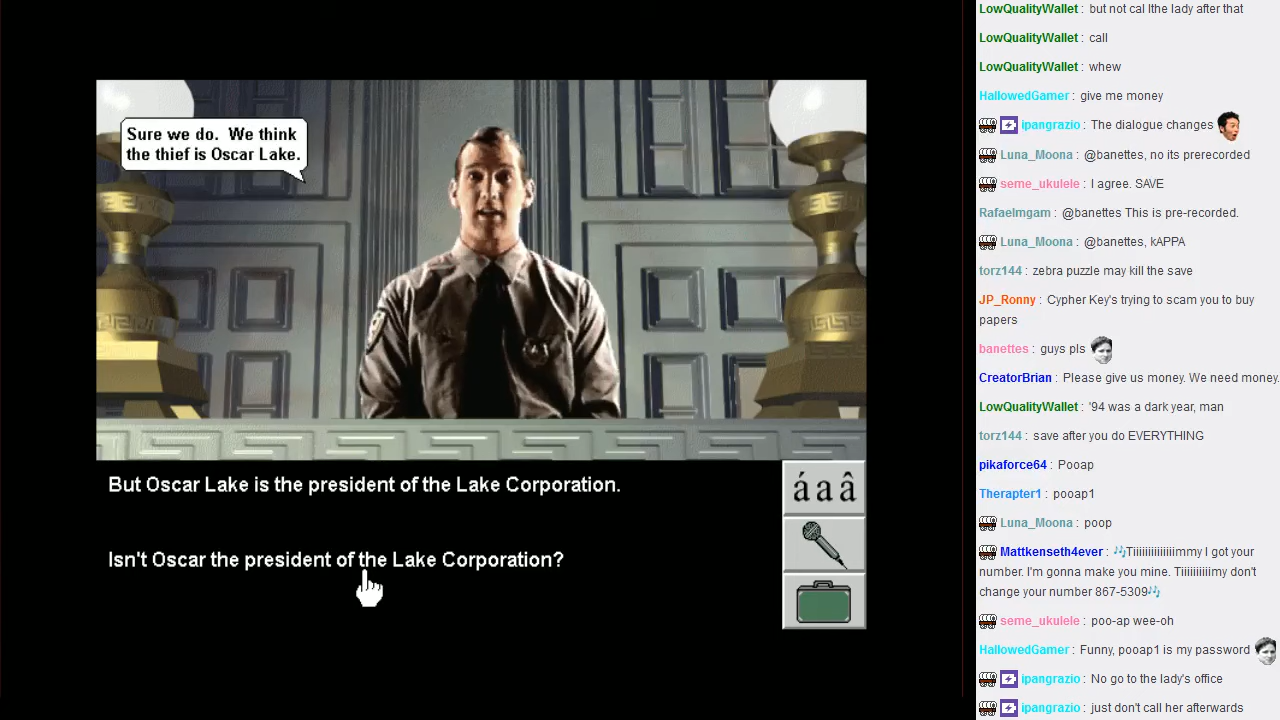 Sure we do.  We think
the thief is Oscar Lake.
But Oscar Lake is the president of the Lake Corporation.
Isn't Oscar the president of the Lake Corporation?
á a â
LowQualityWallet : but not cal lthe lady after that
LowQualityWallet : call
LowQualityWallet : whew
HallowedGamer : give me money
ipangrazio : The dialogue changes
Luna_Moona : @banettes, no its prerecorded
seme_ukulele : I agree. SAVE
Rafaelmgam : @banettes This is pre-recorded.
Luna_Moona : @banettes, kAPPA
torz144 : zebra puzzle may kill the save
JP_Ronny : Cypher Key's trying to scam you to buy
papers
banettes : guys pls
CreatorBrian : Please give us money. We need money.
LowQualityWallet : '94 was a dark year, man
torz144 : save after you do EVERYTHING
pikaforce64 : Pooap
Therapter1 : pooap1
Luna_Moona : poop
Mattkenseth4ever : 🎶Tiiiiiiiiiiiiiimmy I got your
number. I'm gonna make you mine. Tiiiiiiiiimy don't
change your number 867-5309🎶
seme_ukulele : poo-ap wee-oh
HallowedGamer : Funny, pooap1 is my password
ipangrazio : No go to the lady's office
ipangrazio : just don't call her afterwards